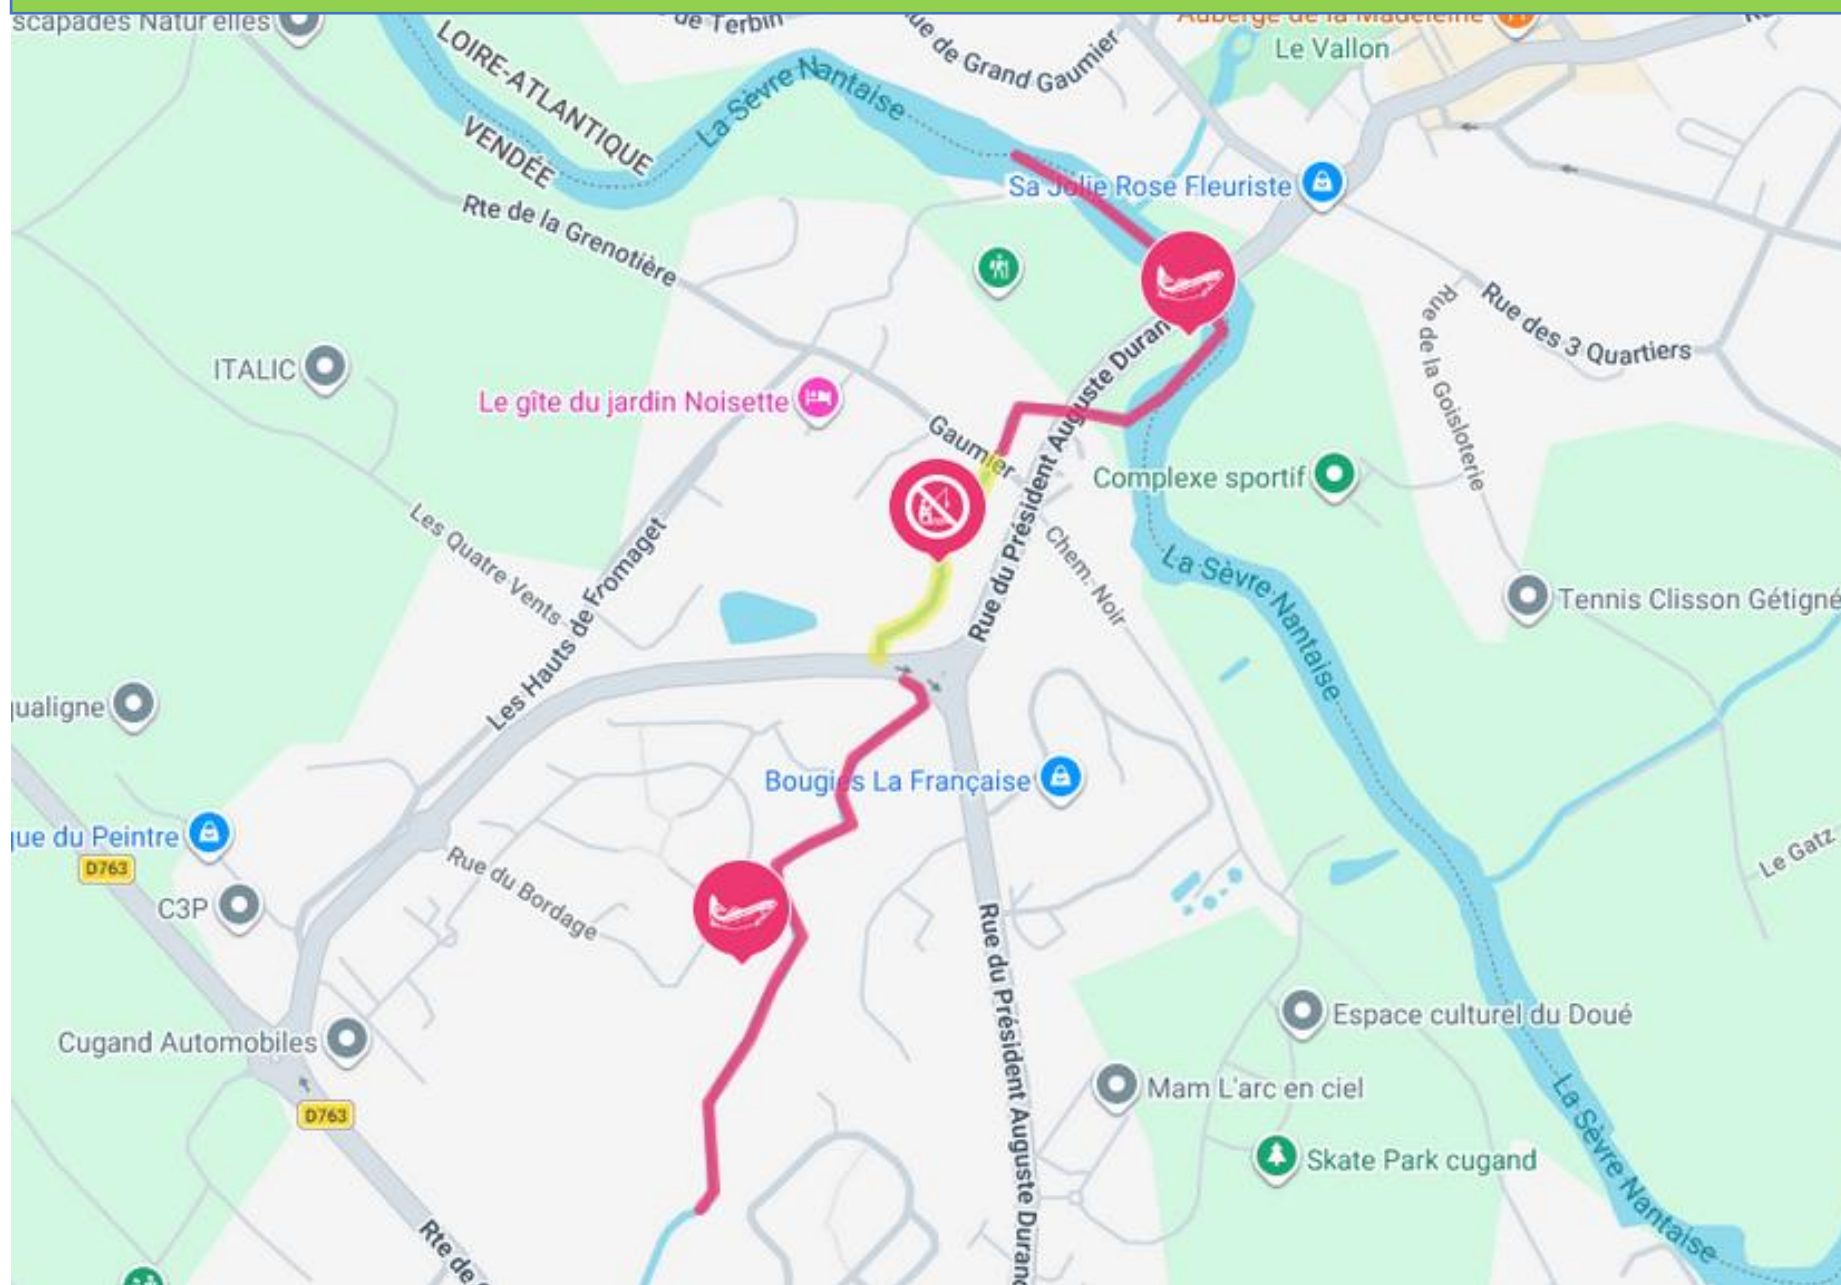 scapades Natur'elles
ue de Terbin
ue de Grand Gaumier
Auberge de la Madeleine
Le Vallon
LOIRE-ATLANTIQUE
VENDÉE
La Sèvre Nantaise
Sa Jolie Rose Fleuriste
Rte de la Grenotière
Rue des 3 Quartiers
Rue de la Goisloterie
ITALIC
Le gîte du jardin Noisette
Rue du Président Auguste Duran
Gaumier
Complexe sportif
Les Quatre Vents
Les Hauts de Fromaget
Chem. Noir
La Sèvre Nantaise
Tennis Clisson Gétigné
qualigne
Bougies La Française
que du Peintre
D763
Le Gatz
Rue du Bordage
C3P
Rue du Président Auguste Durand
Espace culturel du Doué
Cugand Automobiles
Mam L'arc en ciel
D763
Skate Park cugand
La Sèvre Nantaise
Rte de